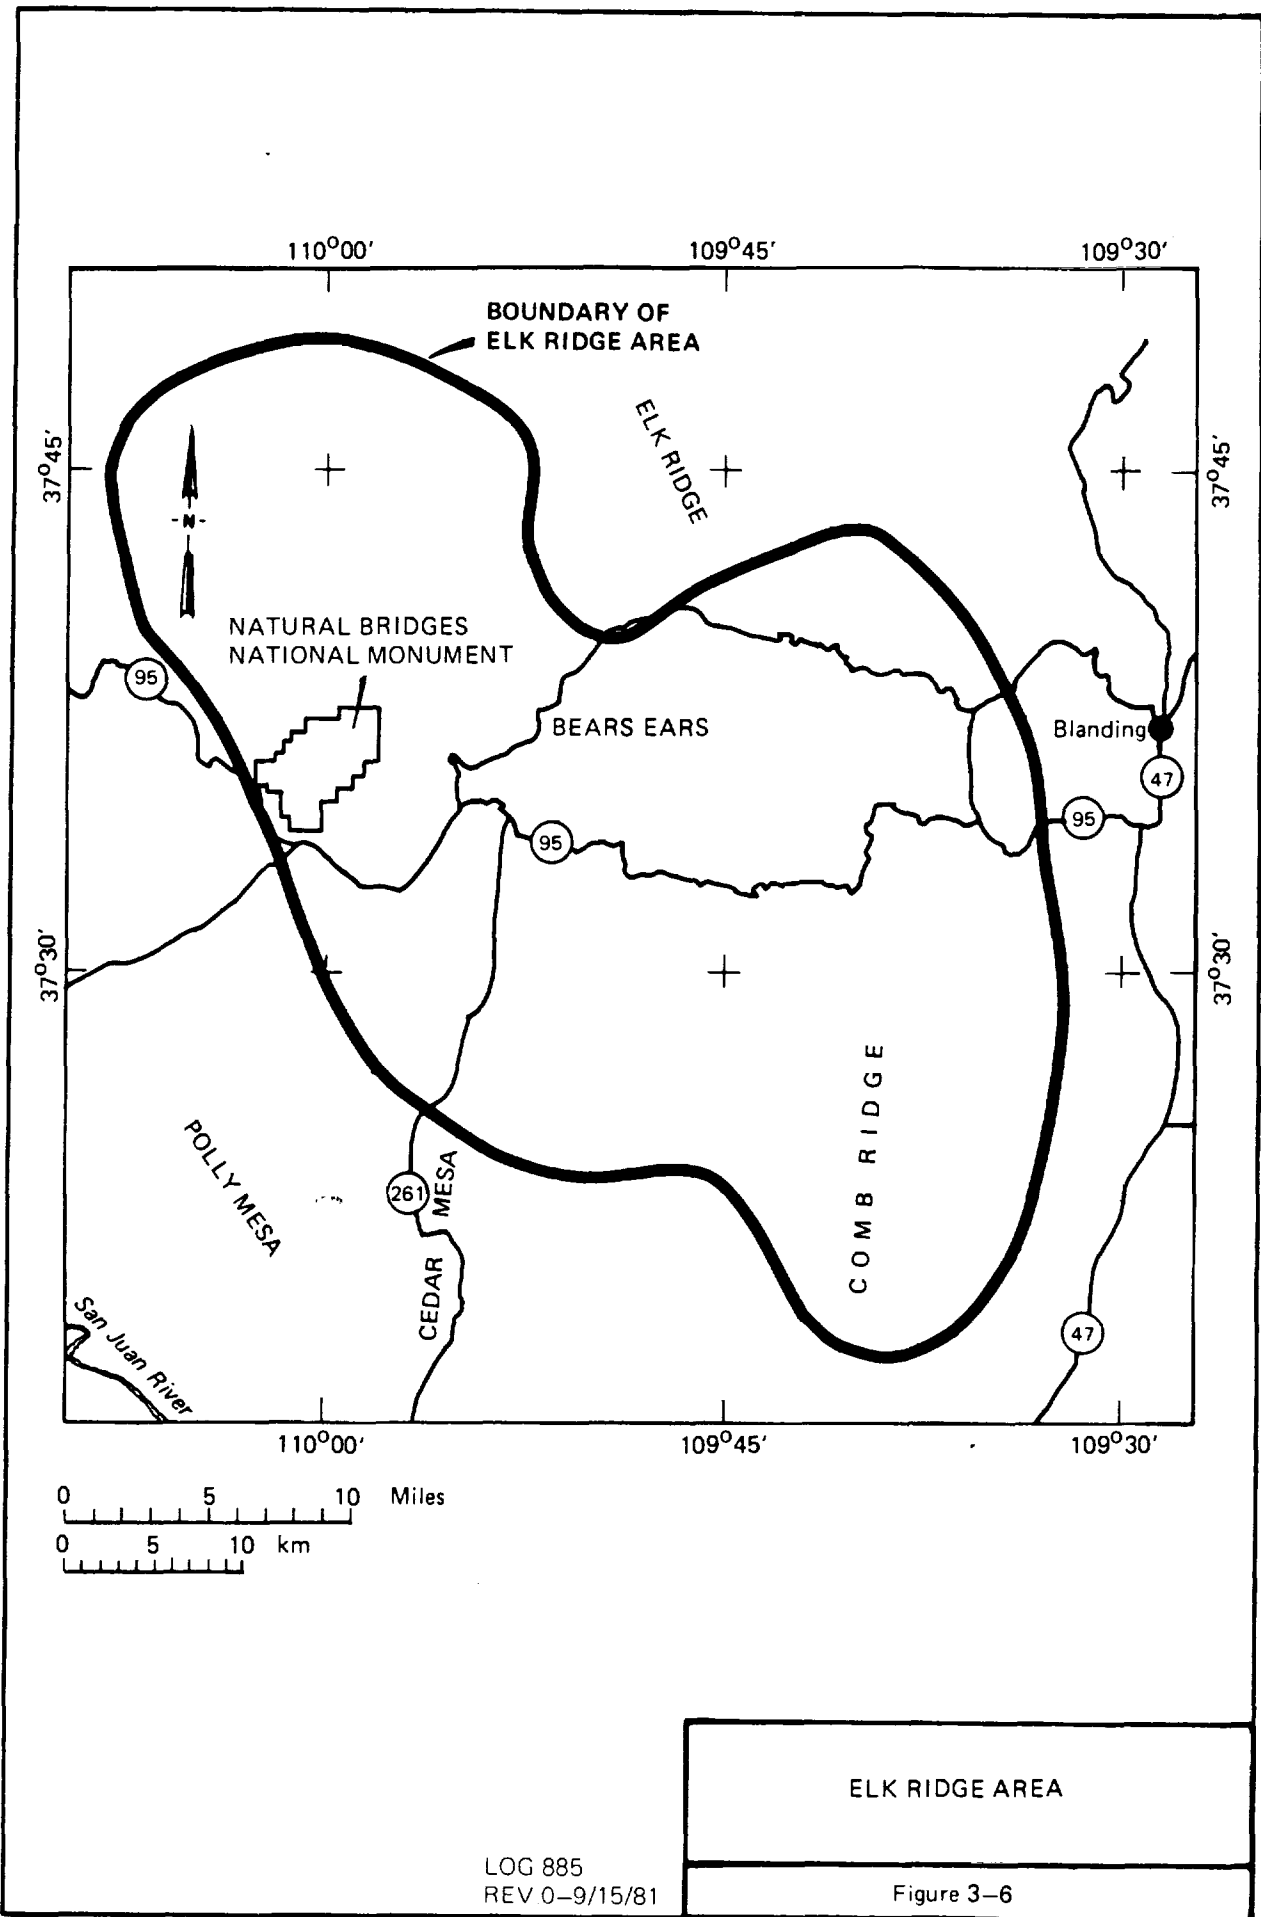 110°00′
109°45′
109°30′
BOUNDARY OF
ELK RIDGE AREA
ELK RIDGE
37°45′
37°45′
N
NATURAL BRIDGES
NATIONAL MONUMENT
95
BEARS EARS
Blanding
47
95
95
37°30′
37°30′
COMB RIDGE
POLLY MESA
261
CEDAR MESA
San Juan River
47
110°00′
109°45′
109°30′
0 5 10 Miles
0 5 10 km
ELK RIDGE AREA
LOG 885
REV 0–9/15/81
Figure 3–6